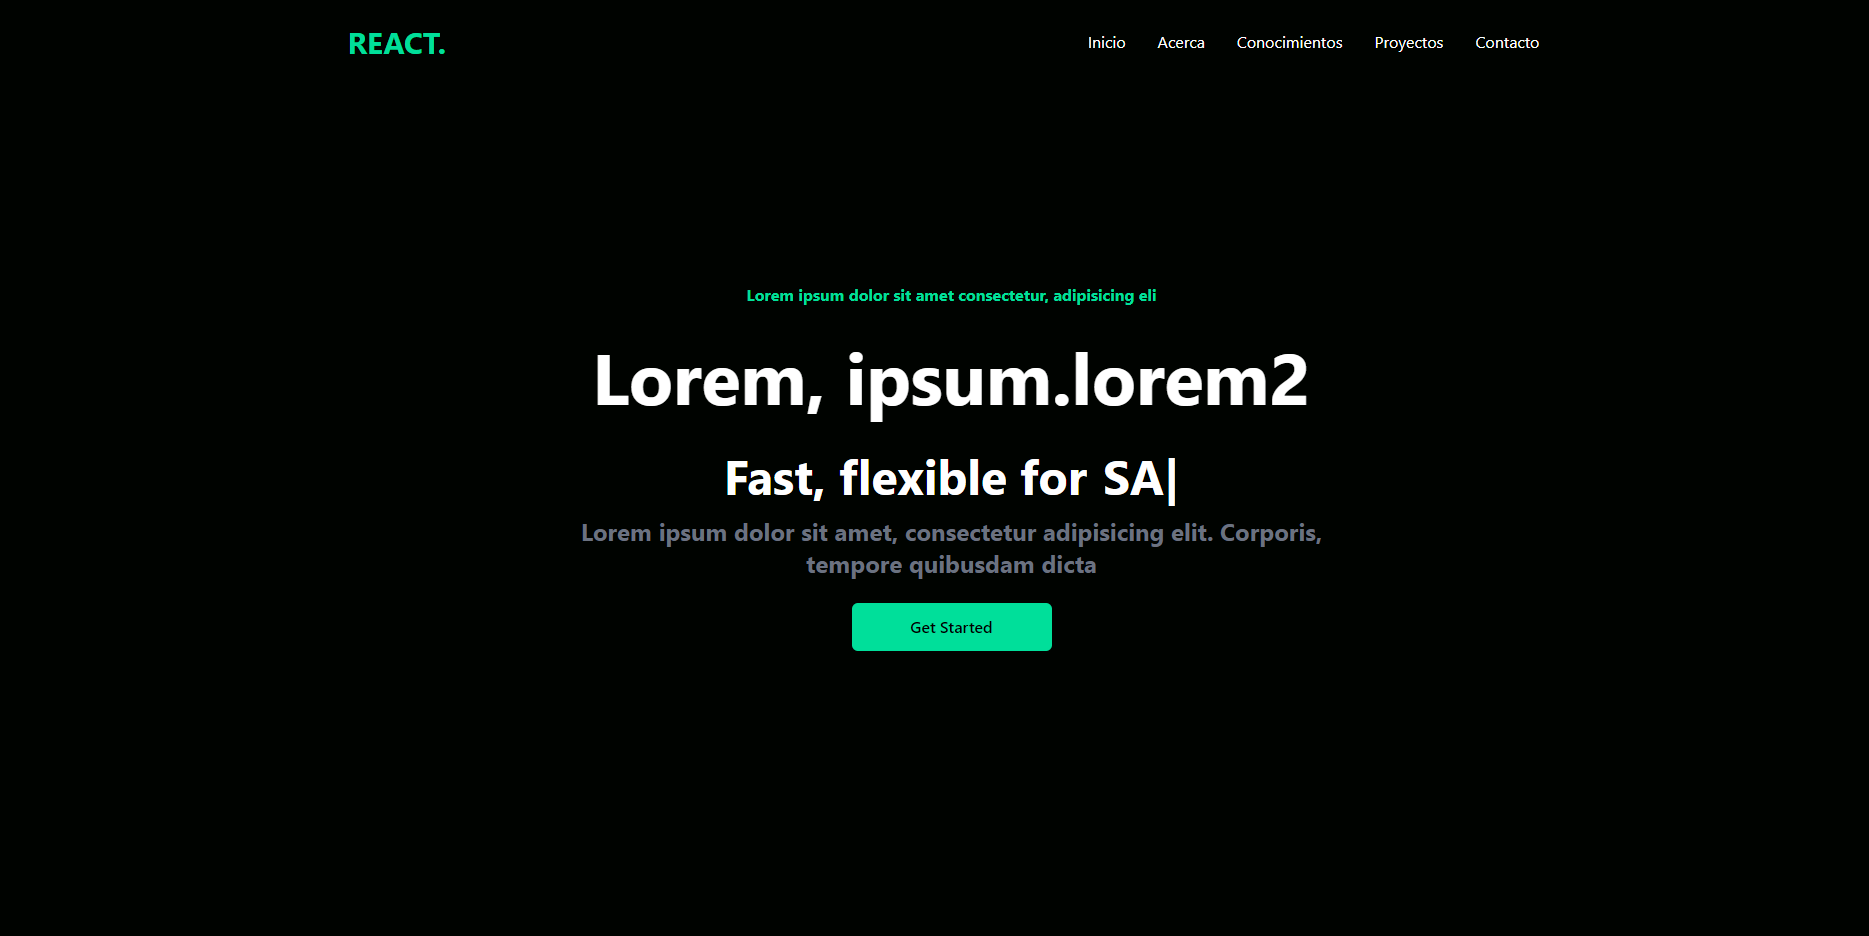 REACT.
Inicio Acerca Conocimientos Proyectos Contacto
Lorem ipsum dolor sit amet consectetur, adipisicing eli
Lorem, ipsum.lorem2
Fast, flexible for SA|
Lorem ipsum dolor sit amet, consectetur adipisicing elit. Corporis,
tempore quibusdam dicta
Get Started